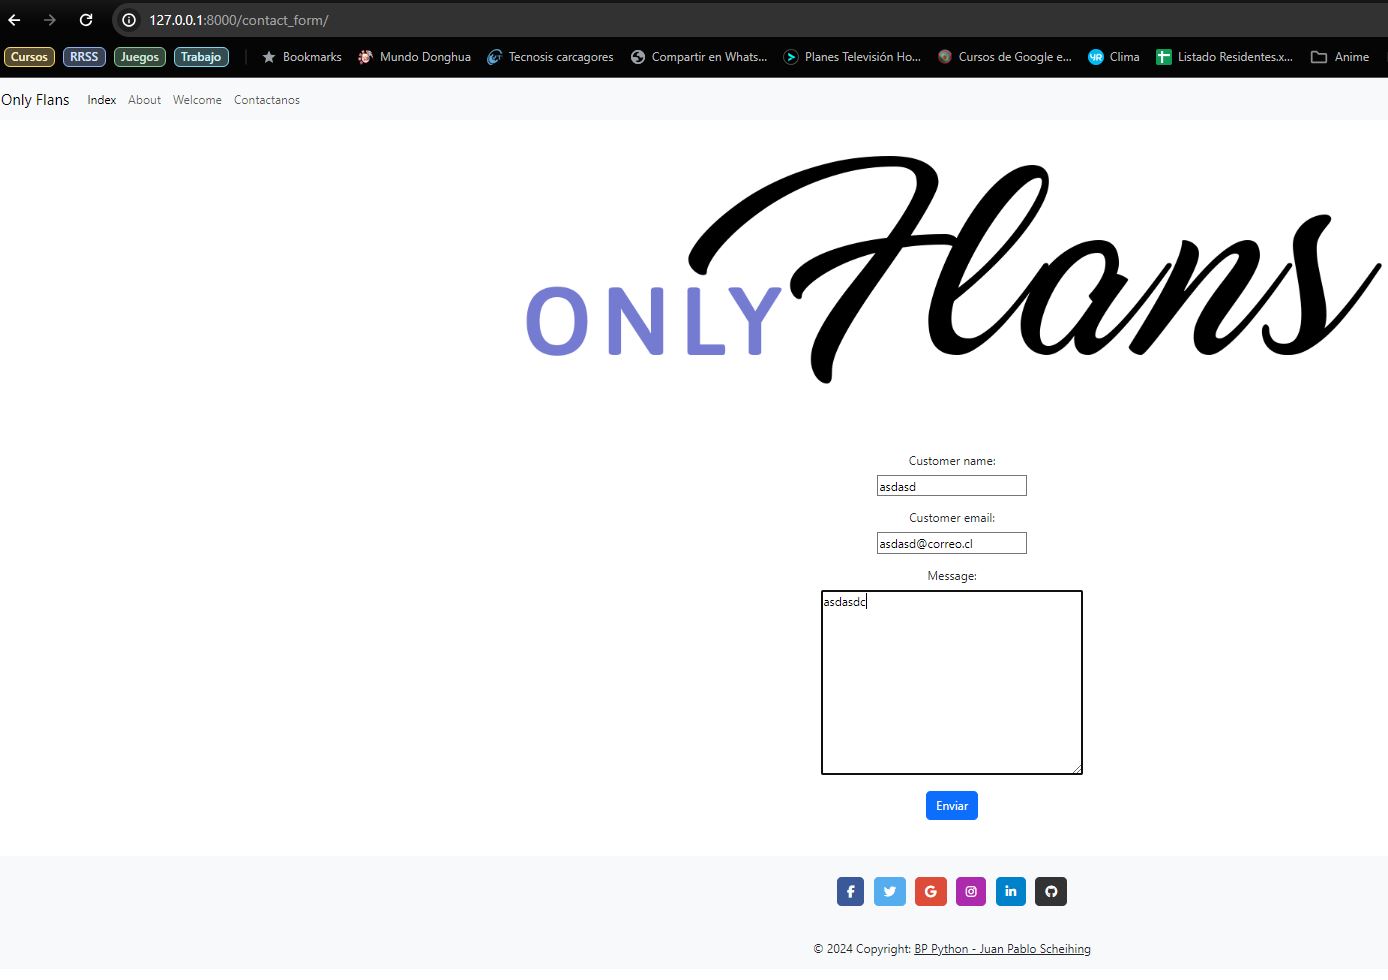 127.0.0.1:8000/contact_form/
Cursos RRSS Juegos Trabajo Bookmarks Mundo Donghua Tecnosis carcagores Compartir en Whats... Planes Televisión Ho... Cursos de Google e... YR Clima Listado Residentes.x... Anime
Only Flans Index About Welcome Contactanos
ONLY Flans
Customer name:
asdasd
Customer email:
asdasd@correo.cl
Message:
asdasdc
Enviar
© 2024 Copyright: BP Python - Juan Pablo Scheihing